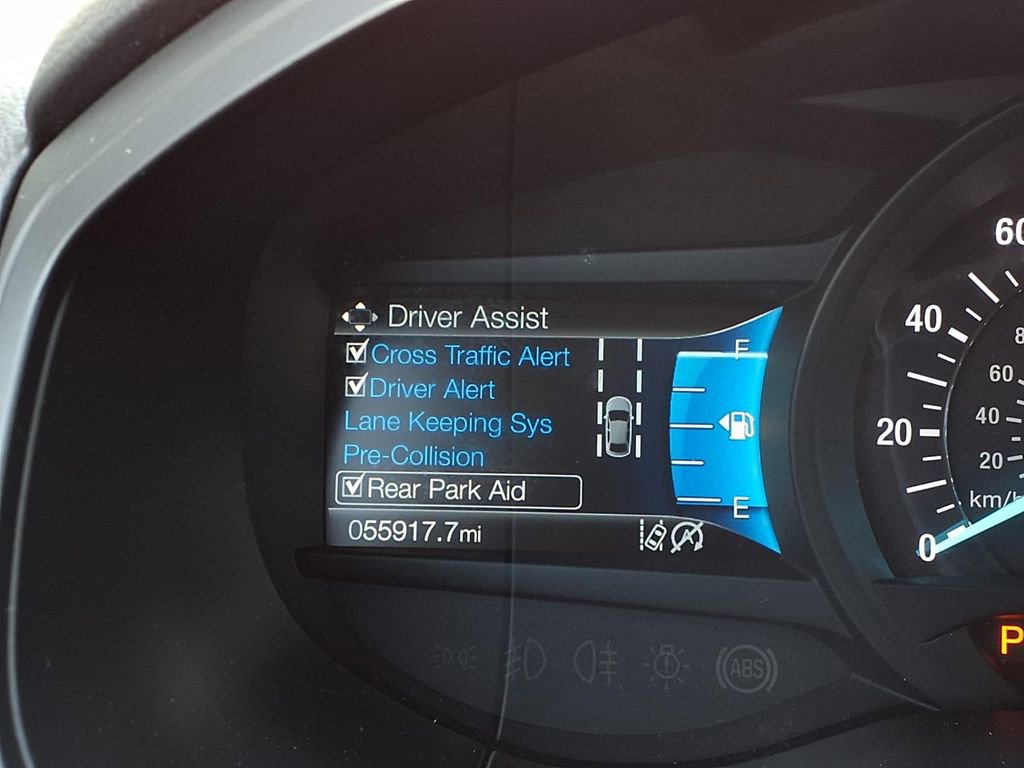 Driver Assist
Cross Traffic Alert
Driver Alert
Lane Keeping Sys
Pre-Collision
Rear Park Aid
055917.7mi
F
E
60
40
20
0
8
60
40
20
km/h
P
ABS